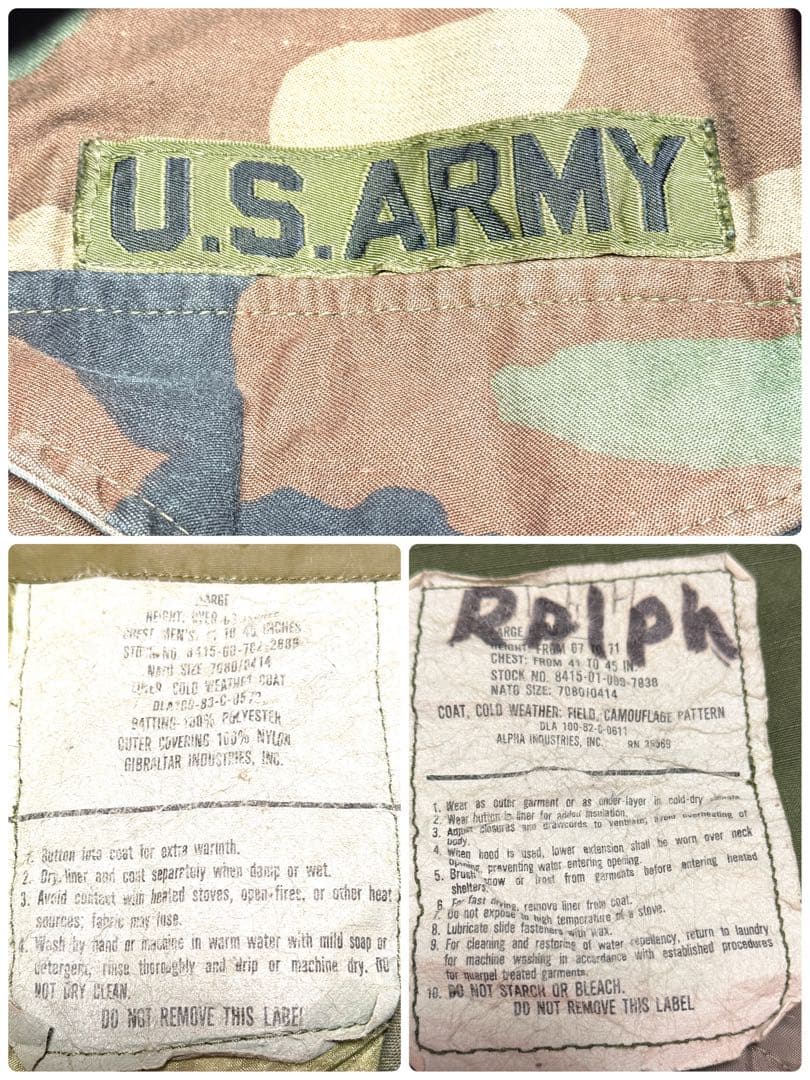 U.S.ARMY
LARGE
HEIGHT: OVER
CHEST MEN'S: TO 45 INCHES
STOCK NO 8415-00-782-2888
NATO SIZE 7080/0414
LINER COLD WEATHER COAT
DLA100-83-C-0572
BATTING-100% POLYESTER
OUTER COVERING 100% NYLON
GIBRALTAR INDUSTRIES, INC.
1. Button into coat for extra warmth.
2. Dry liner and coat separately when damp or wet.
3. Avoid contact with heated stoves, open-fires, or other heat
sources; fabric may fuse.
4. Wash by hand or machine in warm water with mild soap or
detergent, rinse thoroughly and drip or machine dry. DO
NOT DRY CLEAN.
DO NOT REMOVE THIS LABEL
Ralph
LARGE
HEIGHT: FROM 67 TO 71
CHEST: FROM 41 TO 45 IN.
STOCK NO. 8415-01-099-7838
NATO SIZE: 7080/0414
COAT, COLD WEATHER: FIELD, CAMOUFLAGE PATTERN
DLA 100-82-C-0611
ALPHA INDUSTRIES, INC. RN
1. Wear as outer garment or as under-layer in cold-dry climate.
2. Wear button in liner for added insulation.
3. Adjust closures and drawcords to ventilate, avoid overheating of
body.
4. When hood is used, lower extension shall be worn over neck
opening, preventing water entering opening.
5. Brush snow or frost from garments before entering heated
shelters.
6. For fast drying, remove liner from coat.
7. Do not expose to high temperature of a stove.
8. Lubricate slide fasteners with wax.
9. For cleaning and restoring of water repellency, return to laundry
for machine washing in accordance with established procedures
for quarpel treated garments.
10. DO NOT STARCH OR BLEACH.
DO NOT REMOVE THIS LABEL